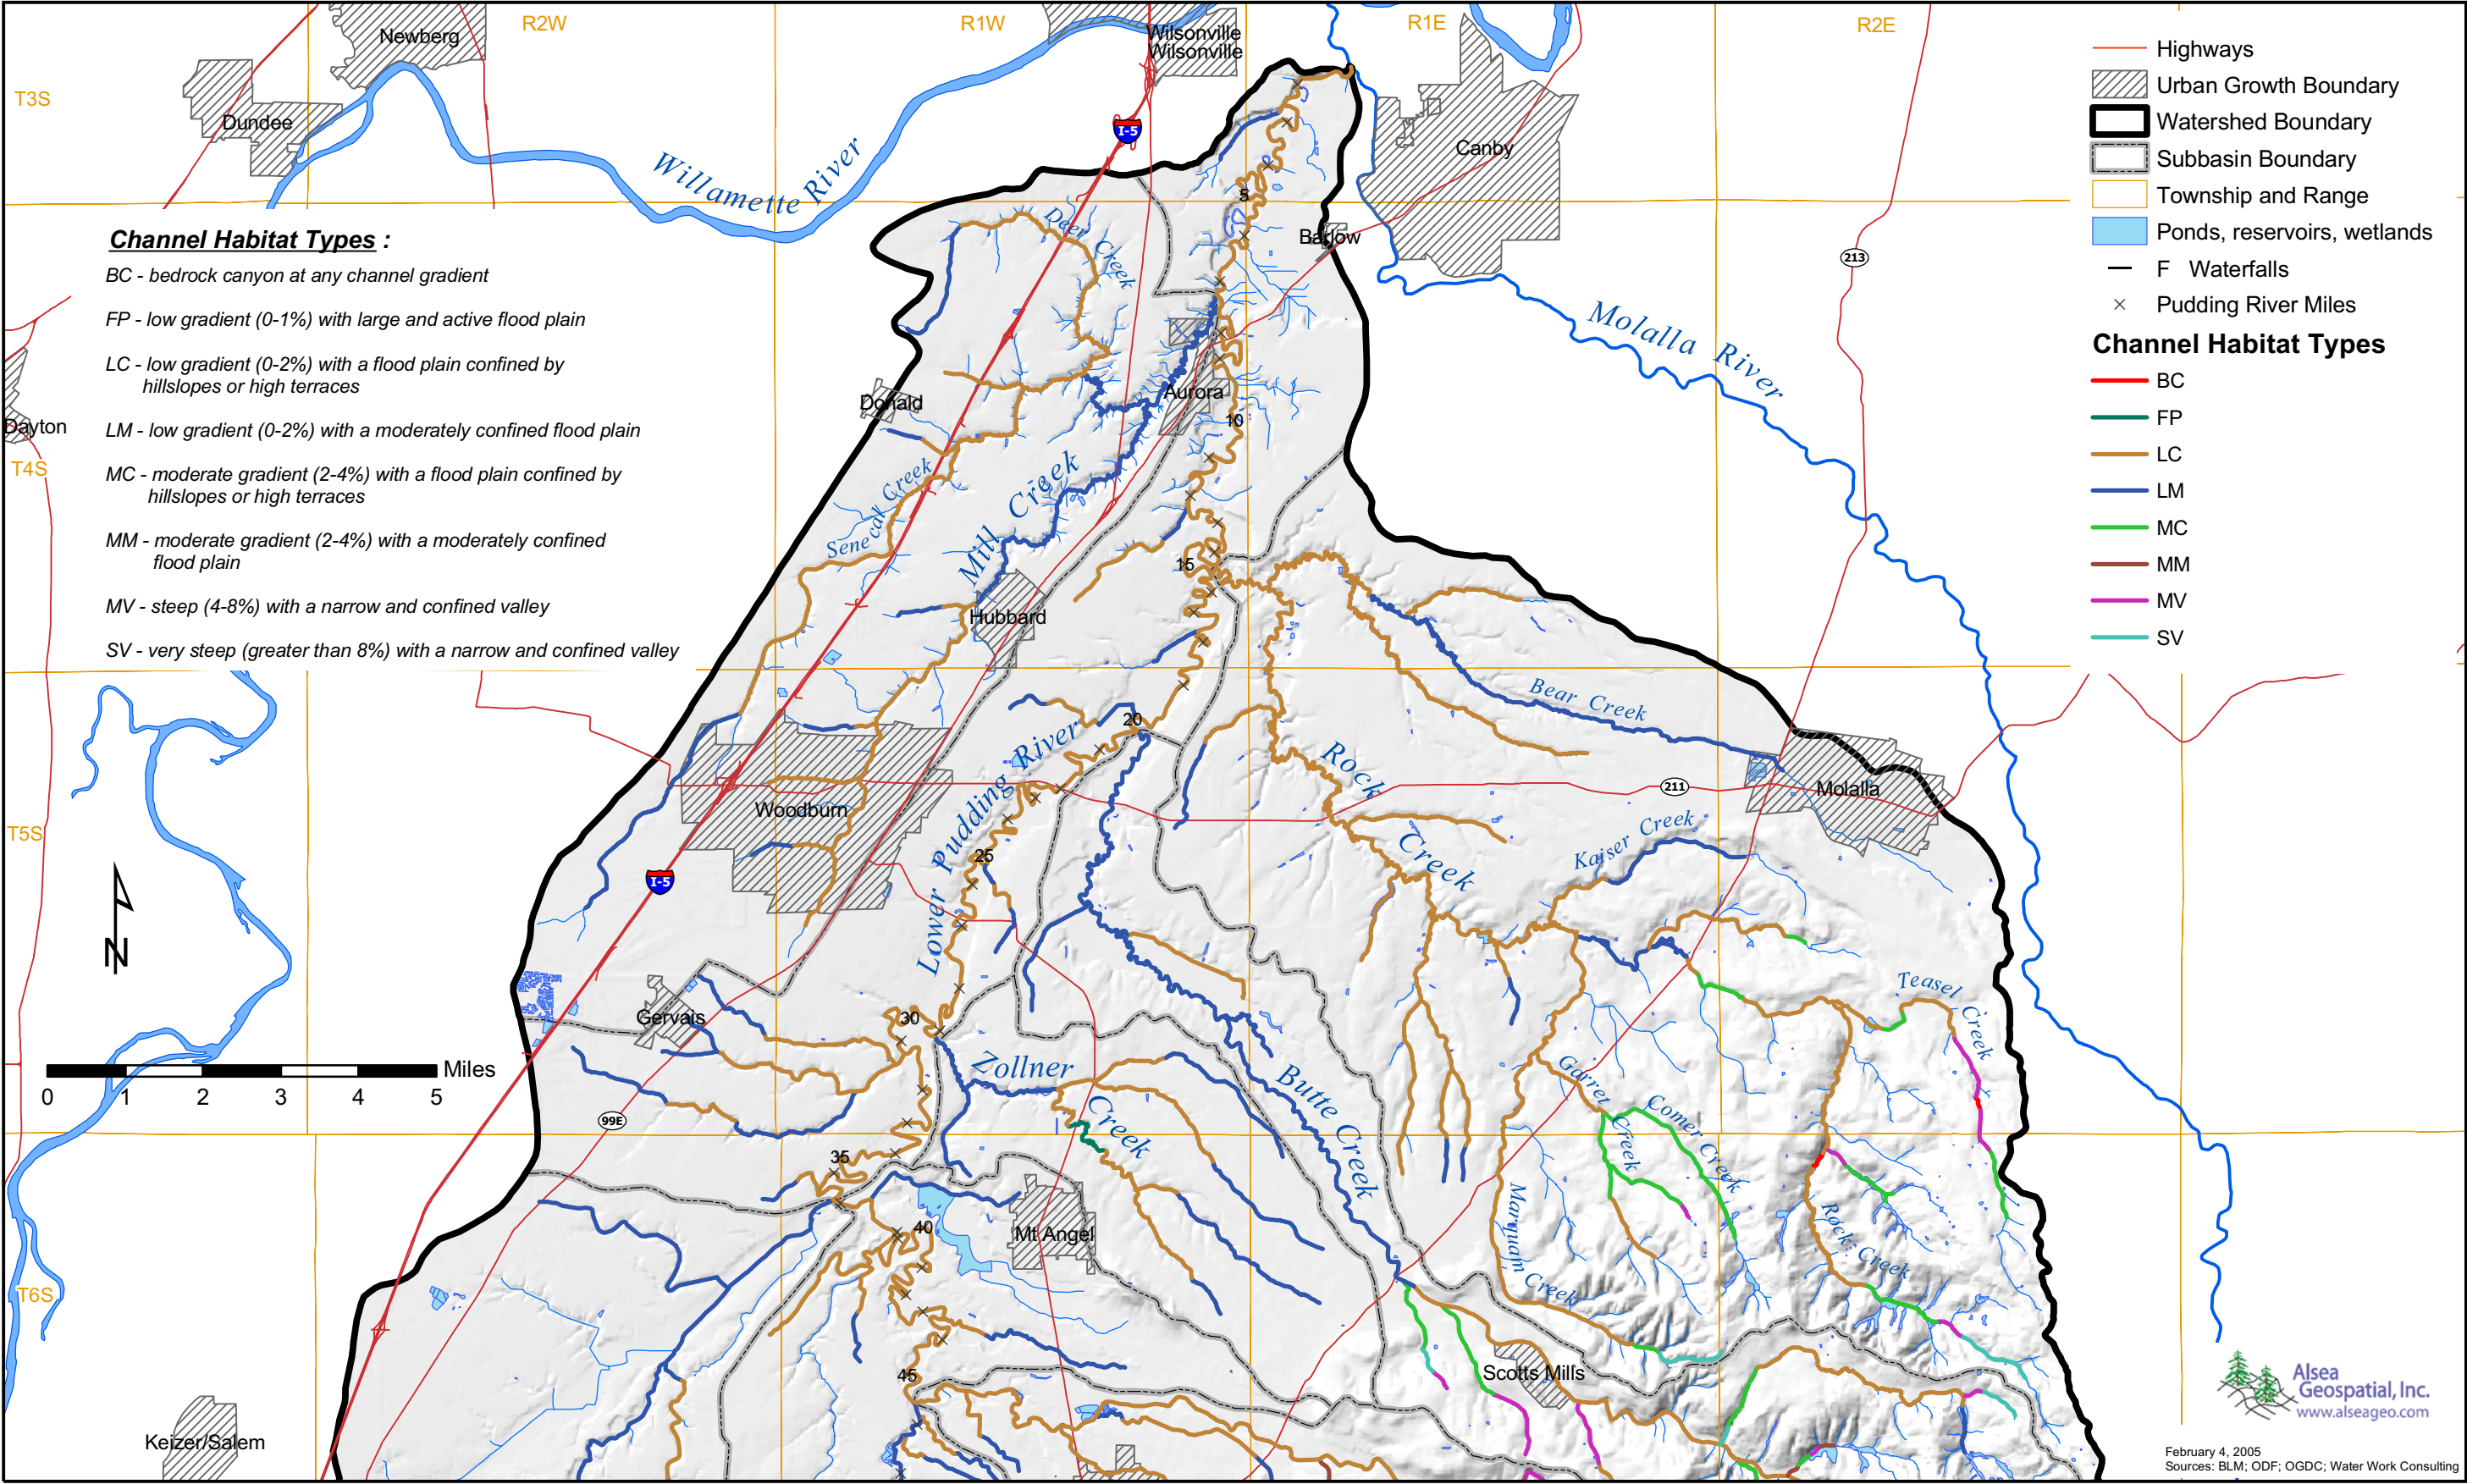 R2W
R1W
R1E
R2E
Newberg
Wilsonville
Wilsonville
T3S
Dundee
I-5
Canby
Willamette River
Barlow
Deer Creek
213
Molalla River
Highways
Urban Growth Boundary
Watershed Boundary
Subbasin Boundary
Township and Range
Ponds, reservoirs, wetlands
F Waterfalls
Pudding River Miles
Channel Habitat Types
BC
FP
LC
LM
MC
MM
MV
SV
Channel Habitat Types :
BC - bedrock canyon at any channel gradient
FP - low gradient (0-1%) with large and active flood plain
LC - low gradient (0-2%) with a flood plain confined by
hillslopes or high terraces
LM - low gradient (0-2%) with a moderately confined flood plain
MC - moderate gradient (2-4%) with a flood plain confined by
hillslopes or high terraces
MM - moderate gradient (2-4%) with a moderately confined
flood plain
MV - steep (4-8%) with a narrow and confined valley
SV - very steep (greater than 8%) with a narrow and confined valley
0
5
10
15
20
25
30
35
40
45
Dayton
T4S
Donald
Aurora
Senecal Creek
Mill Creek
Hubbard
Bear Creek
Rock Creek
211
Molalla
Woodburn
T5S
I-5
Lower Pudding River
Kaiser Creek
N
Gervais
Teasel Creek
Zollner Creek
Butte Creek
Garret Creek
Comer Creek
Miles
0 1 2 3 4 5
99E
Mt Angel
Marquam Creek
Rock Creek
T6S
Scotts Mills
Keizer/Salem
Alsea
Geospatial, Inc.
www.alseageo.com
February 4, 2005
Sources: BLM; ODF; OGDC; Water Work Consulting